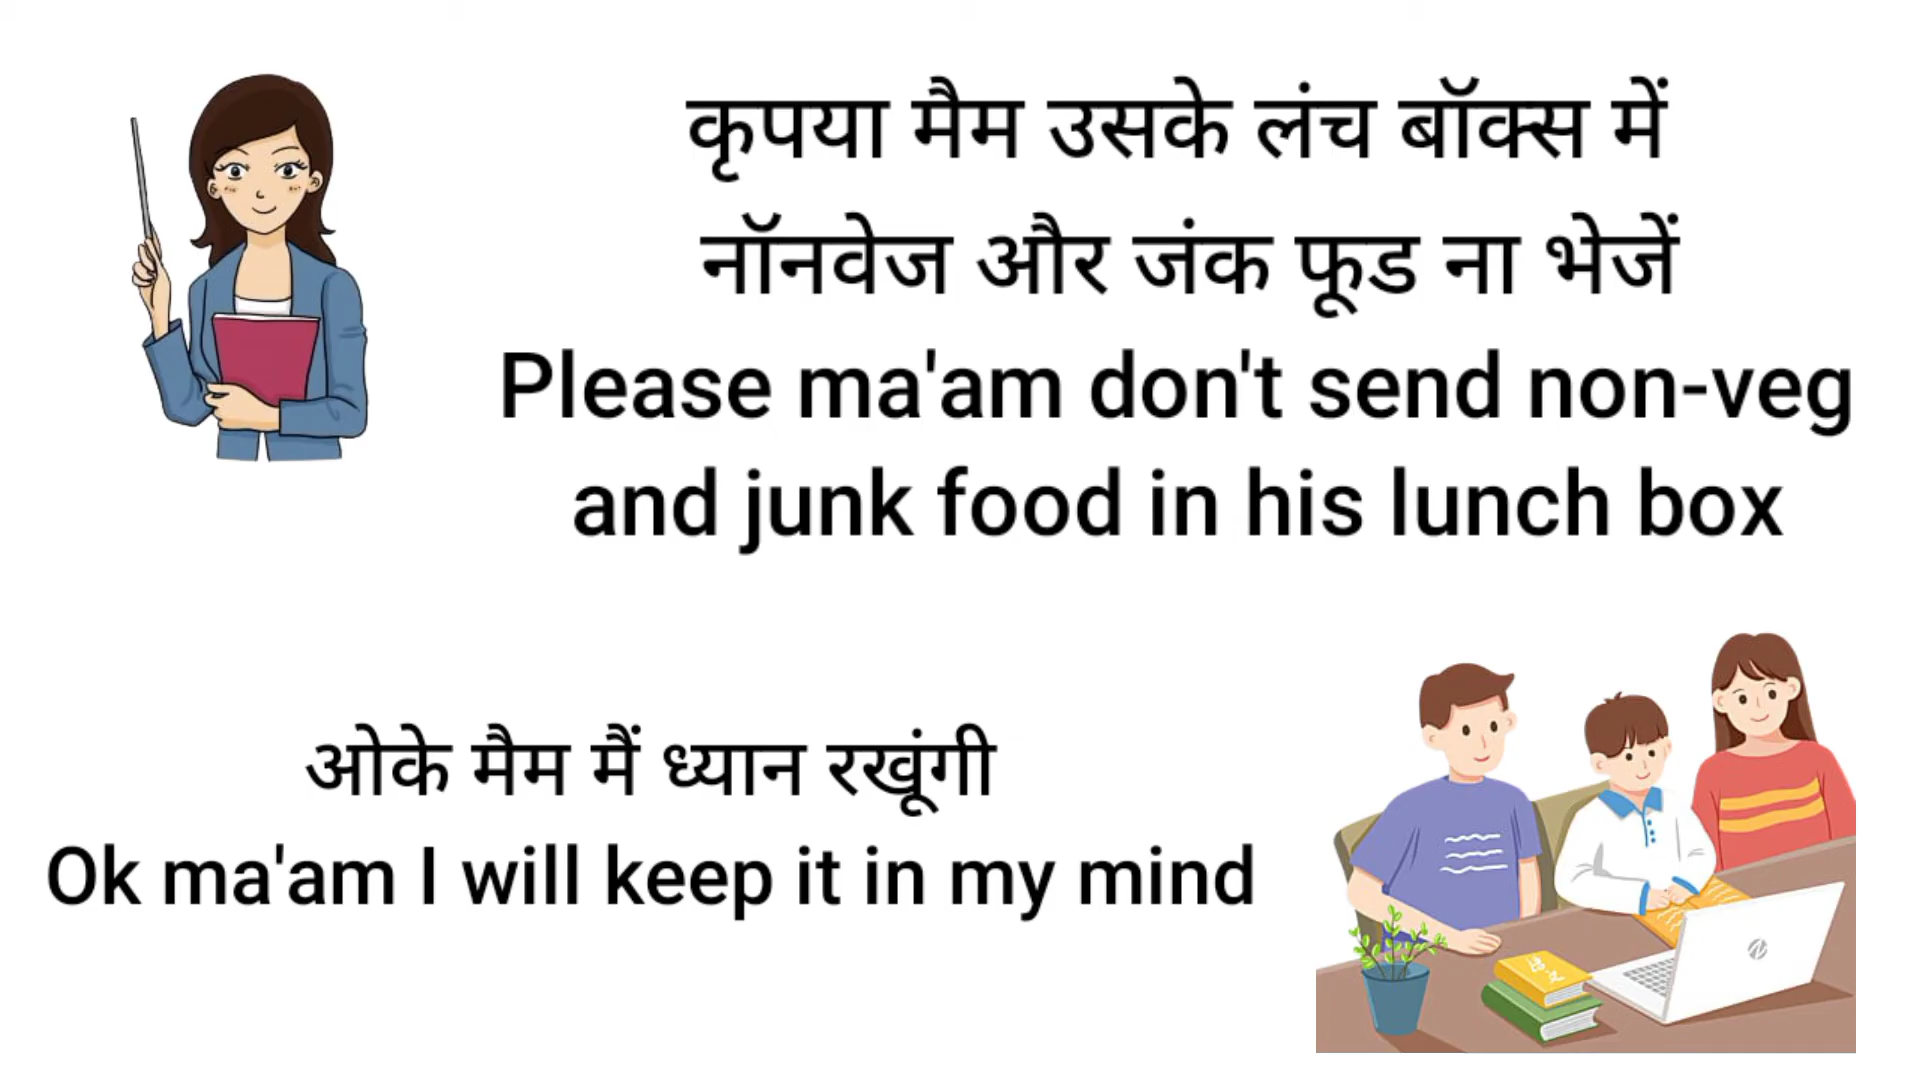 कृपया मैम उसके लंच बॉक्स में
नॉनवेज और जंक फूड ना भेजें
Please ma'am don't send non-veg
and junk food in his lunch box
ओके मैम मैं ध्यान रखूंगी
Ok ma'am I will keep it in my mind